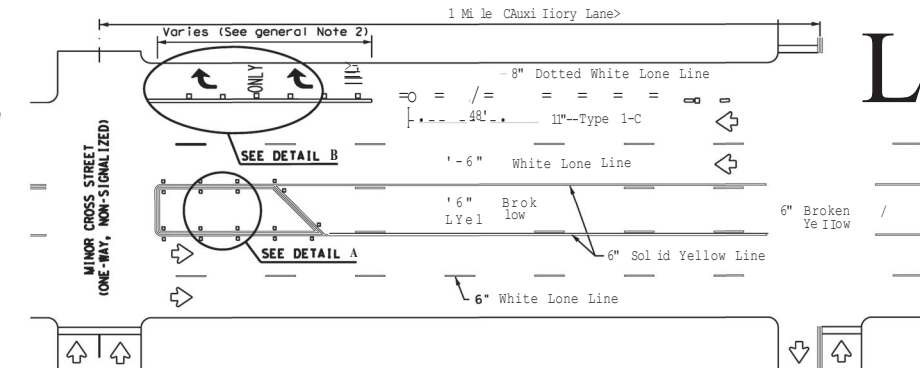 1 Mi le CAuxi Iiory Lane>
Varies (See general Note 2)
L
ONLY
8" Dotted White Lone Line
48'
11"--Type 1-C
SEE DETAIL B
'-6" White Lone Line
MINOR CROSS STREET
(ONE-WAY, NON-SIGNALIZED)
'6" Brok
LYel low
6" Broken /
Ye IIow
SEE DETAIL A
6" Sol id Yellow Line
6" White Lone Line